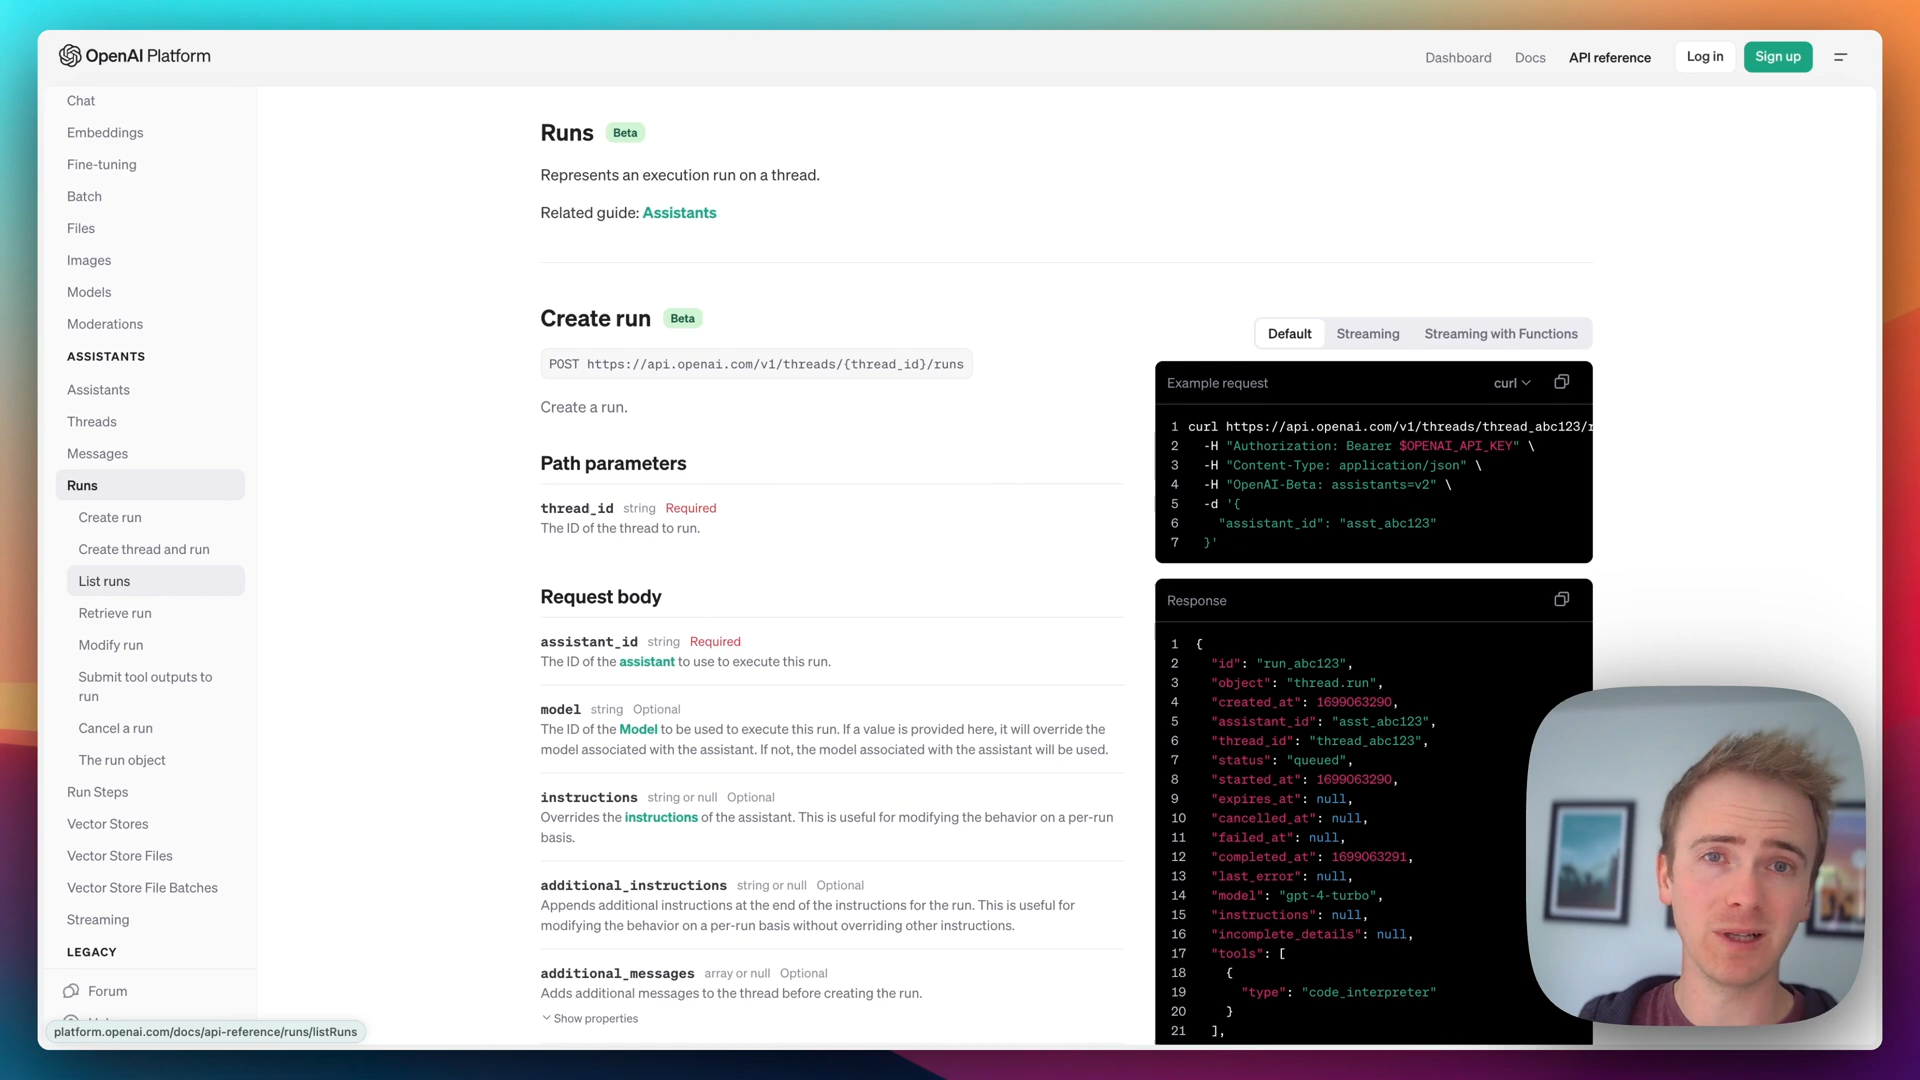 OpenAI Platform
Dashboard
Docs
API reference
Log in
Sign up
Chat
Embeddings
Fine-tuning
Batch
Files
Images
Models
Moderations
ASSISTANTS
Assistants
Threads
Messages
Runs
Create run
Create thread and run
List runs
Retrieve run
Modify run
Submit tool outputs to
run
Cancel a run
The run object
Run Steps
Vector Stores
Vector Store Files
Vector Store File Batches
Streaming
LEGACY
Forum
platform.openai.com/docs/api-reference/runs/listRuns
Runs Beta
Represents an execution run on a thread.
Related guide: Assistants
Create run Beta
POST https://api.openai.com/v1/threads/{thread_id}/runs
Create a run.
Path parameters
thread_id string Required
The ID of the thread to run.
Request body
assistant_id string Required
The ID of the assistant to use to execute this run.
model string Optional
The ID of the Model to be used to execute this run. If a value is provided here, it will override the
model associated with the assistant. If not, the model associated with the assistant will be used.
instructions string or null Optional
Overrides the instructions of the assistant. This is useful for modifying the behavior on a per-run
basis.
additional_instructions string or null Optional
Appends additional instructions at the end of the instructions for the run. This is useful for
modifying the behavior on a per-run basis without overriding other instructions.
additional_messages array or null Optional
Adds additional messages to the thread before creating the run.
Show properties
Default
Streaming
Streaming with Functions
Example request
curl
1 curl https://api.openai.com/v1/threads/thread_abc123/r
2 -H "Authorization: Bearer $OPENAI_API_KEY" \
3 -H "Content-Type: application/json" \
4 -H "OpenAI-Beta: assistants=v2" \
5 -d '{
6 "assistant_id": "asst_abc123"
7 }'
Response
1 {
2 "id": "run_abc123",
3 "object": "thread.run",
4 "created_at": 1699063290,
5 "assistant_id": "asst_abc123",
6 "thread_id": "thread_abc123",
7 "status": "queued",
8 "started_at": 1699063290,
9 "expires_at": null,
10 "cancelled_at": null,
11 "failed_at": null,
12 "completed_at": 1699063291,
13 "last_error": null,
14 "model": "gpt-4-turbo",
15 "instructions": null,
16 "incomplete_details": null,
17 "tools": [
18 {
19 "type": "code_interpreter"
20 }
21 ],